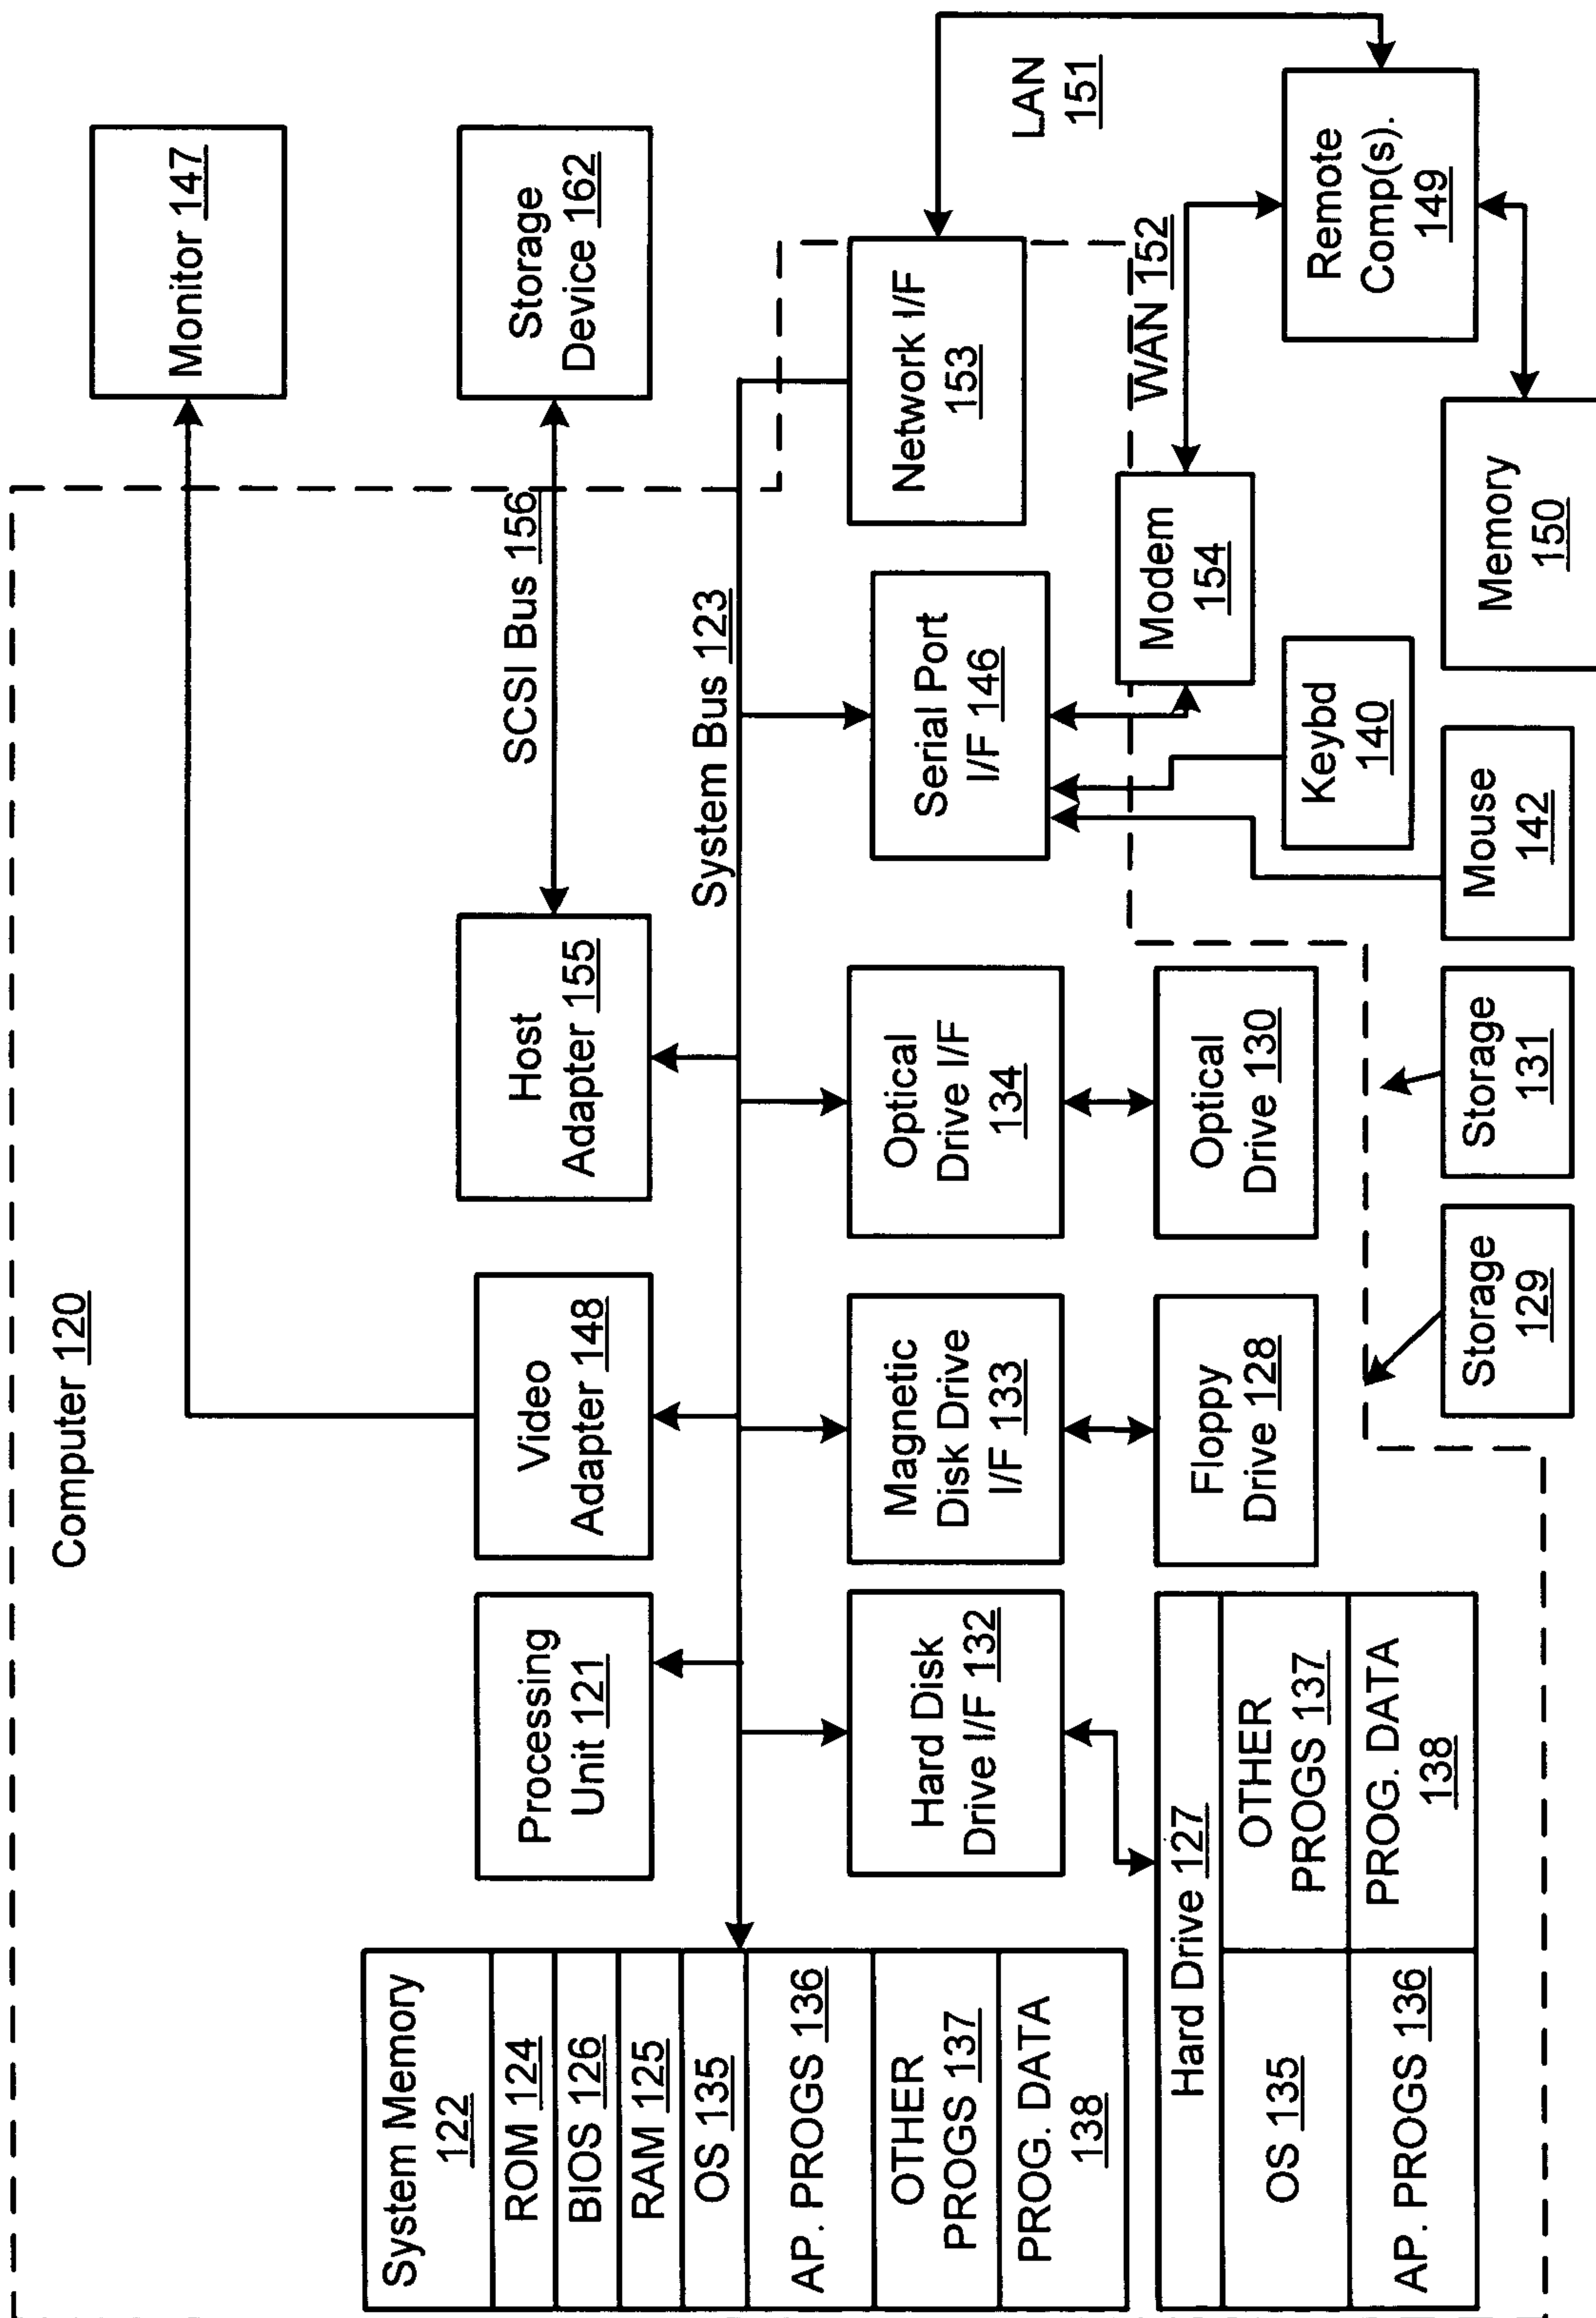 Computer 120
Monitor 147
System Memory
122
ROM 124
BIOS 126
RAM 125
OS 135
AP. PROGS 136
OTHER
PROGS 137
PROG. DATA
138
Processing
Unit 121
Video
Adapter 148
Host
Adapter 155
SCSI Bus 156
Storage
Device 162
System Bus 123
Hard Disk
Drive I/F 132
Magnetic
Disk Drive
I/F 133
Optical
Drive I/F
134
Serial Port
I/F 146
Network I/F
153
LAN
151
Hard Drive 127
OS 135
OTHER
PROGS 137
AP. PROGS 136
PROG. DATA
138
Floppy
Drive 128
Optical
Drive 130
Modem
154
WAN 152
Remote
Comp(s).
149
Keybd
140
Storage
129
Storage
131
Mouse
142
Memory
150